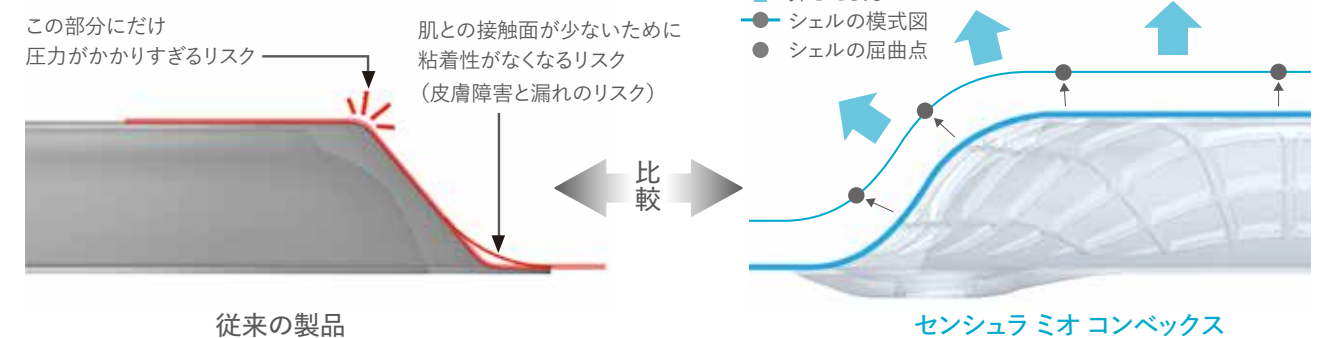 この部分にだけ
圧力がかかりすぎるリスク
肌との接触面が少ないために
粘着性がなくなるリスク
（皮膚障害と漏れのリスク）
シェルの模式図
シェルの屈曲点
比較
従来の製品
センシュラ ミオ コンベックス